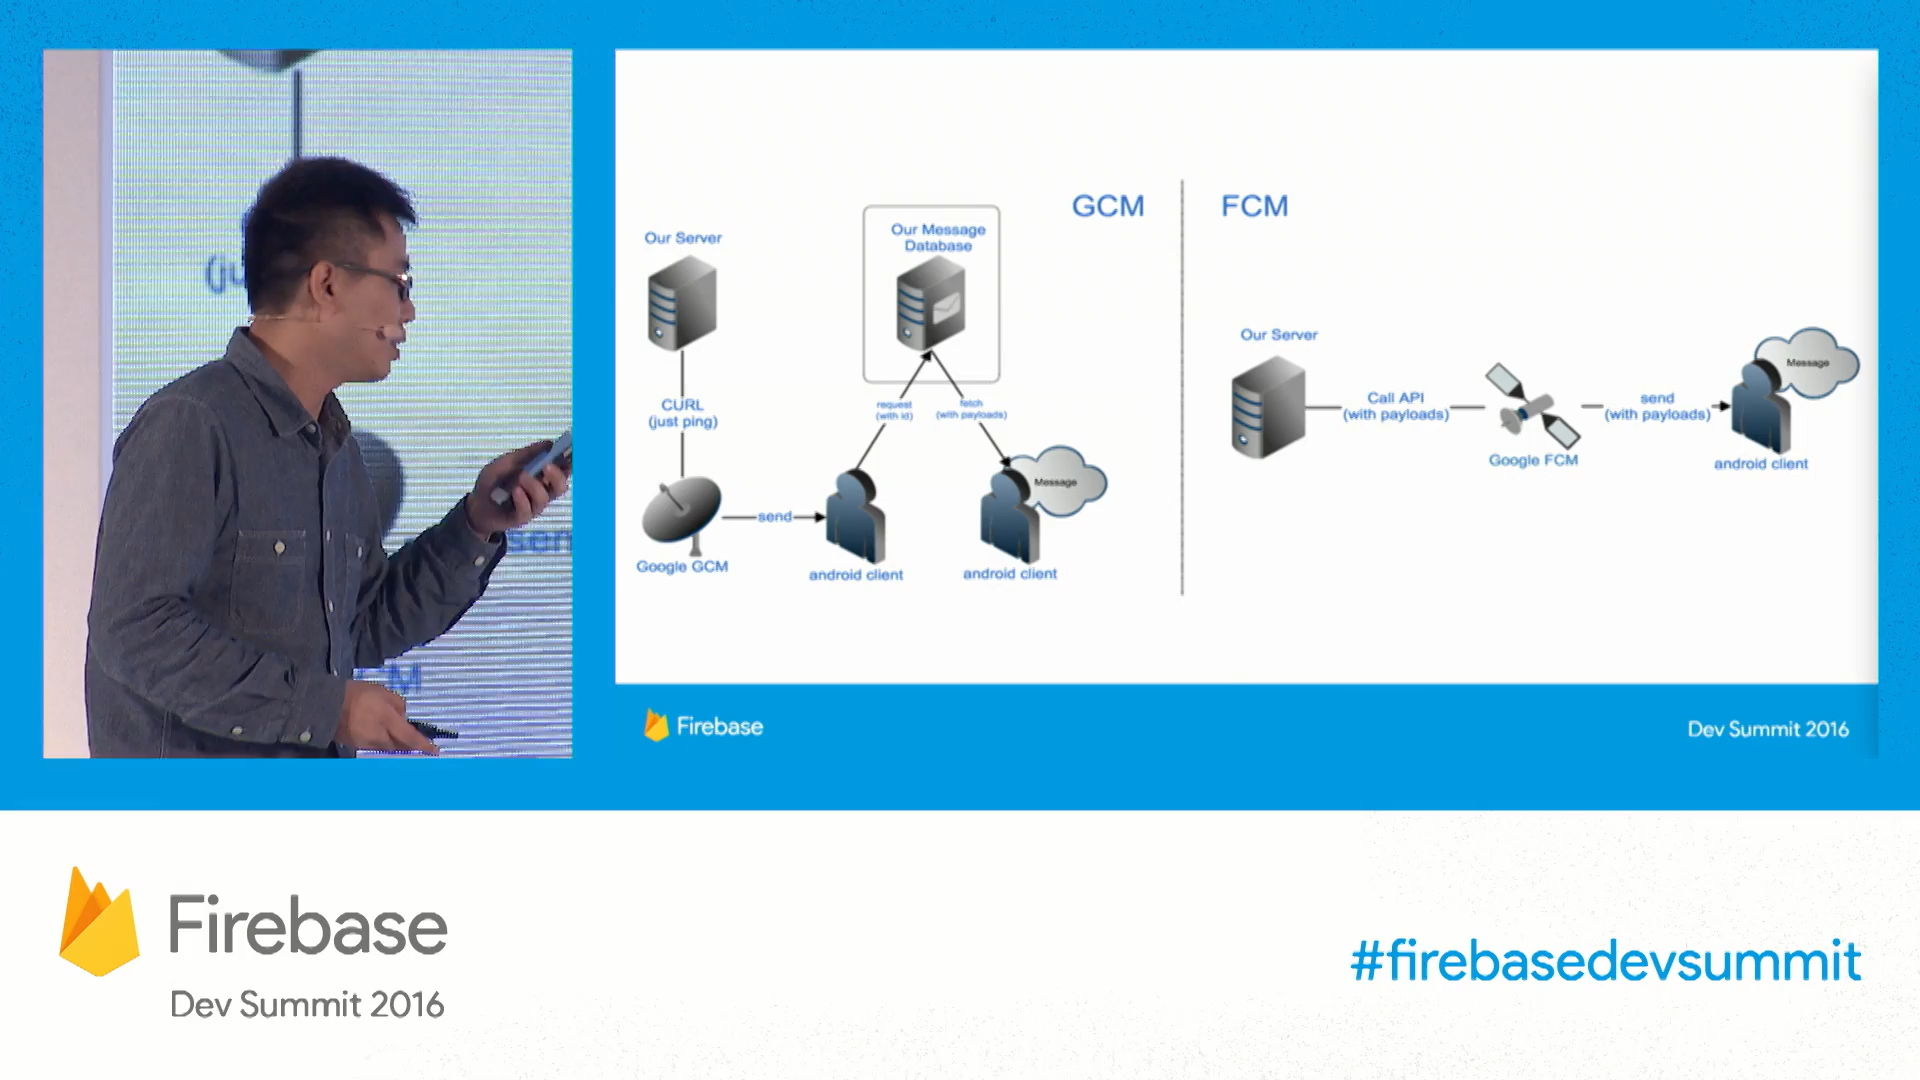 GCM
FCM
Our Server
Our Message
Database
CURL
(just ping)
request
(with id)
fetch
(with payloads)
Google GCM
send
android client
android client
Message
Our Server
Call API
(with payloads)
Google FCM
send
(with payloads)
android client
Message
Firebase
Dev Summit 2016
Firebase
Dev Summit 2016
#firebasedevsummit